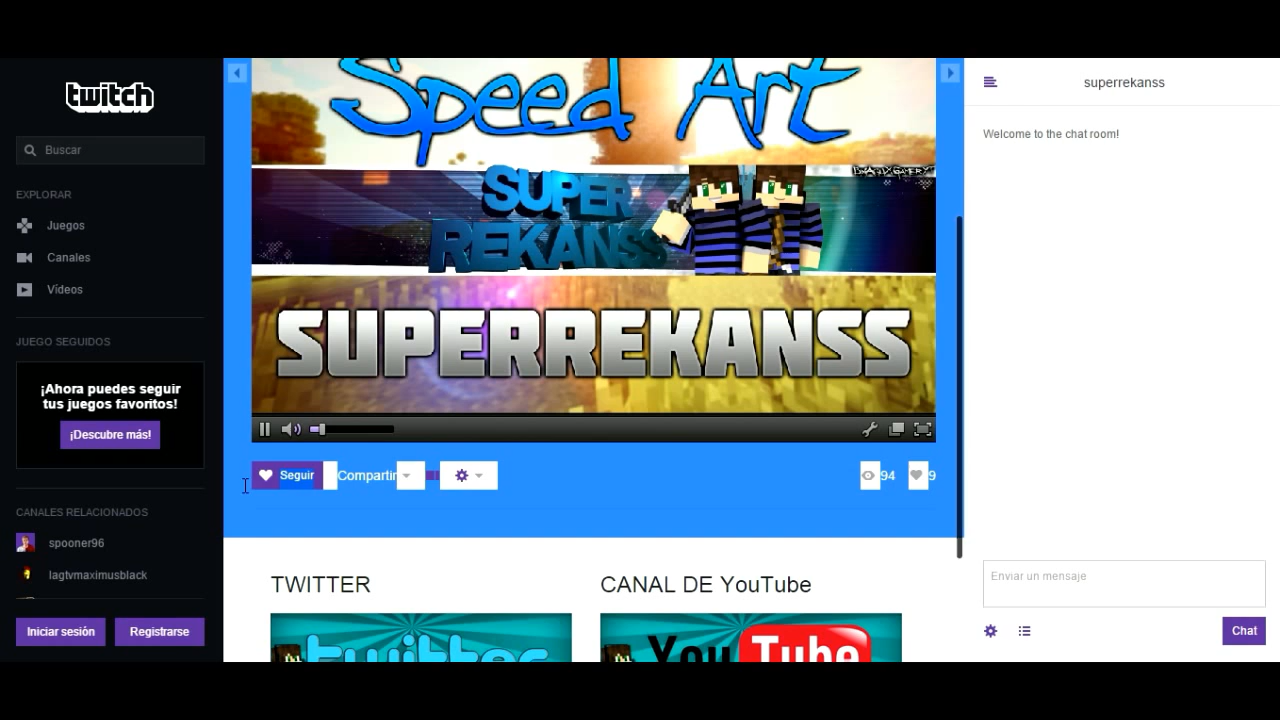 twitch
Buscar
EXPLORAR
Juegos
Canales
Vídeos
JUEGO SEGUIDOS
¡Ahora puedes seguir
tus juegos favoritos!
¡Descubre más!
CANALES RELACIONADOS
spooner96
lagtvmaximusblack
Iniciar sesión
Registrarse
Speed Art
SUPER
REKANSS
SUPERREKANSS
Seguir
Compartir
94
9
TWITTER
CANAL DE YouTube
twitter
YouTube
superrekanss
Welcome to the chat room!
Enviar un mensaje
Chat